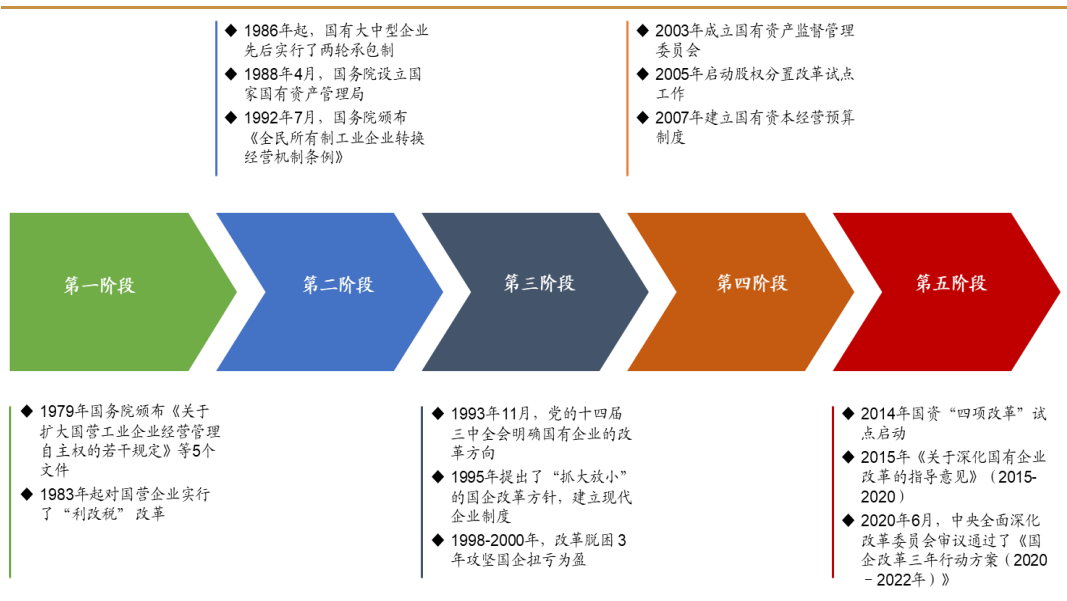 ◆ 1986年起，国有大中型企业
先后实行了两轮承包制
◆ 1988年4月，国务院设立国
家国有资产管理局
◆ 1992年7月，国务院颁布
《全民所有制工业企业转换
经营机制条例》
◆ 2003年成立国有资产监督管理
委员会
◆ 2005年启动股权分置改革试点
工作
◆ 2007年建立国有资本经营预算
制度
第一阶段
第二阶段
第三阶段
第四阶段
第五阶段
◆ 1979年国务院颁布《关于
扩大国营工业企业经营管理
自主权的若干规定》等5个
文件
◆ 1983年起对国营企业实行
了“利改税” 改革
◆ 1993年11月，党的十四届
三中全会明确国有企业的改
革方向
◆ 1995年提出了“抓大放小”
的国企改革方针，建立现代
企业制度
◆ 1998-2000年，改革脱困 3
年攻坚国企扭亏为盈
◆ 2014年国资“四项改革”试
点启动
◆ 2015年《关于深化国有企业
改革的指导意见》（2015-
2020）
◆ 2020年6月，中央全面深化
改革委员会审议通过了《国
企改革三年行动方案（2020
－2022年）》